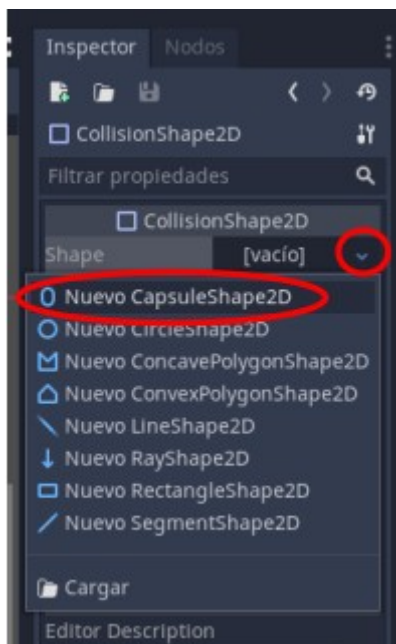 Inspector Nodos
CollisionShape2D
Filtrar propiedades
CollisionShape2D
Shape [vacío]
Nuevo CapsuleShape2D
Nuevo CircleShape2D
Nuevo ConcavePolygonShape2D
Nuevo ConvexPolygonShape2D
Nuevo LineShape2D
Nuevo RayShape2D
Nuevo RectangleShape2D
Nuevo SegmentShape2D
Cargar
Editor Description